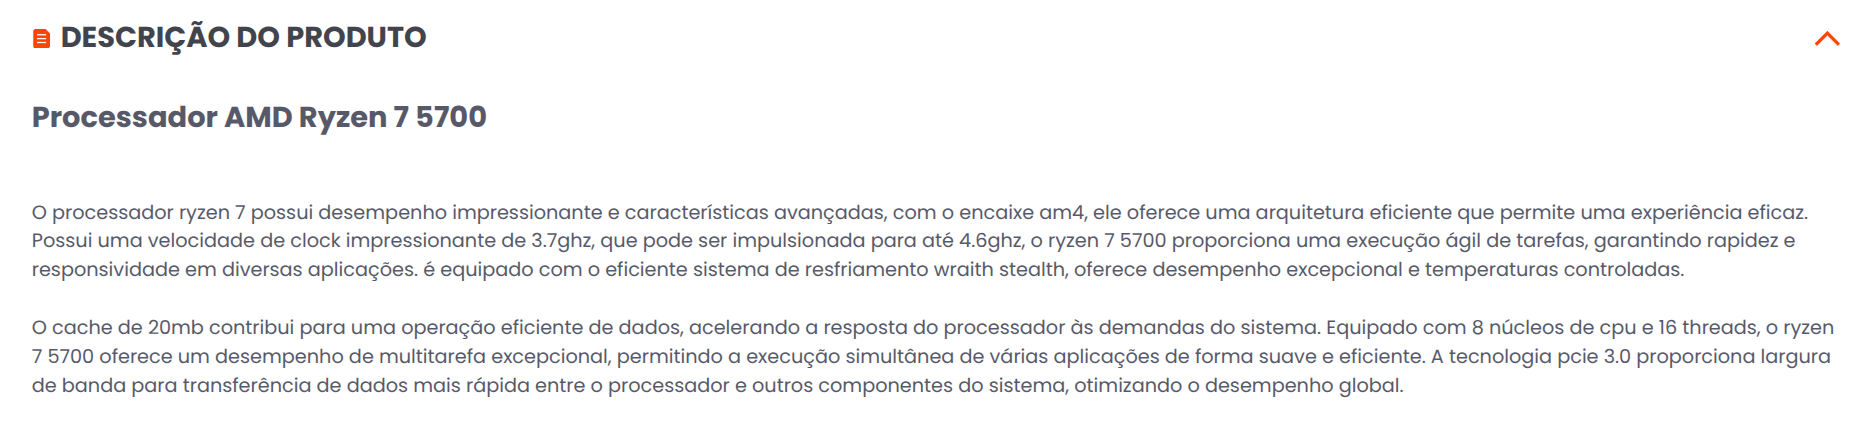 DESCRIÇÃO DO PRODUTO
Processador AMD Ryzen 7 5700
O processador ryzen 7 possui desempenho impressionante e características avançadas, com o encaixe am4, ele oferece uma arquitetura eficiente que permite uma experiência eficaz.
Possui uma velocidade de clock impressionante de 3.7ghz, que pode ser impulsionada para até 4.6ghz, o ryzen 7 5700 proporciona uma execução ágil de tarefas, garantindo rapidez e
responsividade em diversas aplicações. é equipado com o eficiente sistema de resfriamento wraith stealth, oferece desempenho excepcional e temperaturas controladas.
O cache de 20mb contribui para uma operação eficiente de dados, acelerando a resposta do processador às demandas do sistema. Equipado com 8 núcleos de cpu e 16 threads, o ryzen
7 5700 oferece um desempenho de multitarefa excepcional, permitindo a execução simultânea de várias aplicações de forma suave e eficiente. A tecnologia pcie 3.0 proporciona largura
de banda para transferência de dados mais rápida entre o processador e outros componentes do sistema, otimizando o desempenho global.